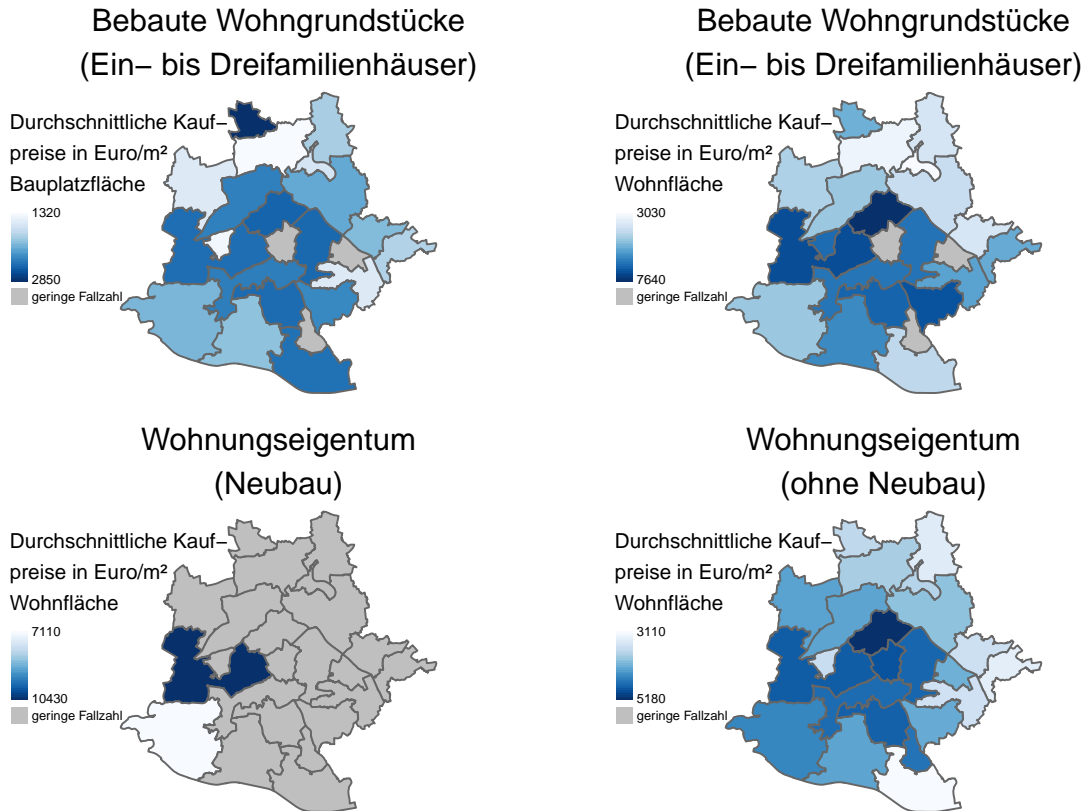 Bebaute Wohngrundstücke
(Ein– bis Dreifamilienhäuser)
Durchschnittliche Kauf–
preise in Euro/m²
Bauplatzfläche
1320
2850
geringe Fallzahl
Bebaute Wohngrundstücke
(Ein– bis Dreifamilienhäuser)
Durchschnittliche Kauf–
preise in Euro/m²
Wohnfläche
3030
7640
geringe Fallzahl
Wohnungseigentum
(Neubau)
Durchschnittliche Kauf–
preise in Euro/m²
Wohnfläche
7110
10430
geringe Fallzahl
Wohnungseigentum
(ohne Neubau)
Durchschnittliche Kauf–
preise in Euro/m²
Wohnfläche
3110
5180
geringe Fallzahl